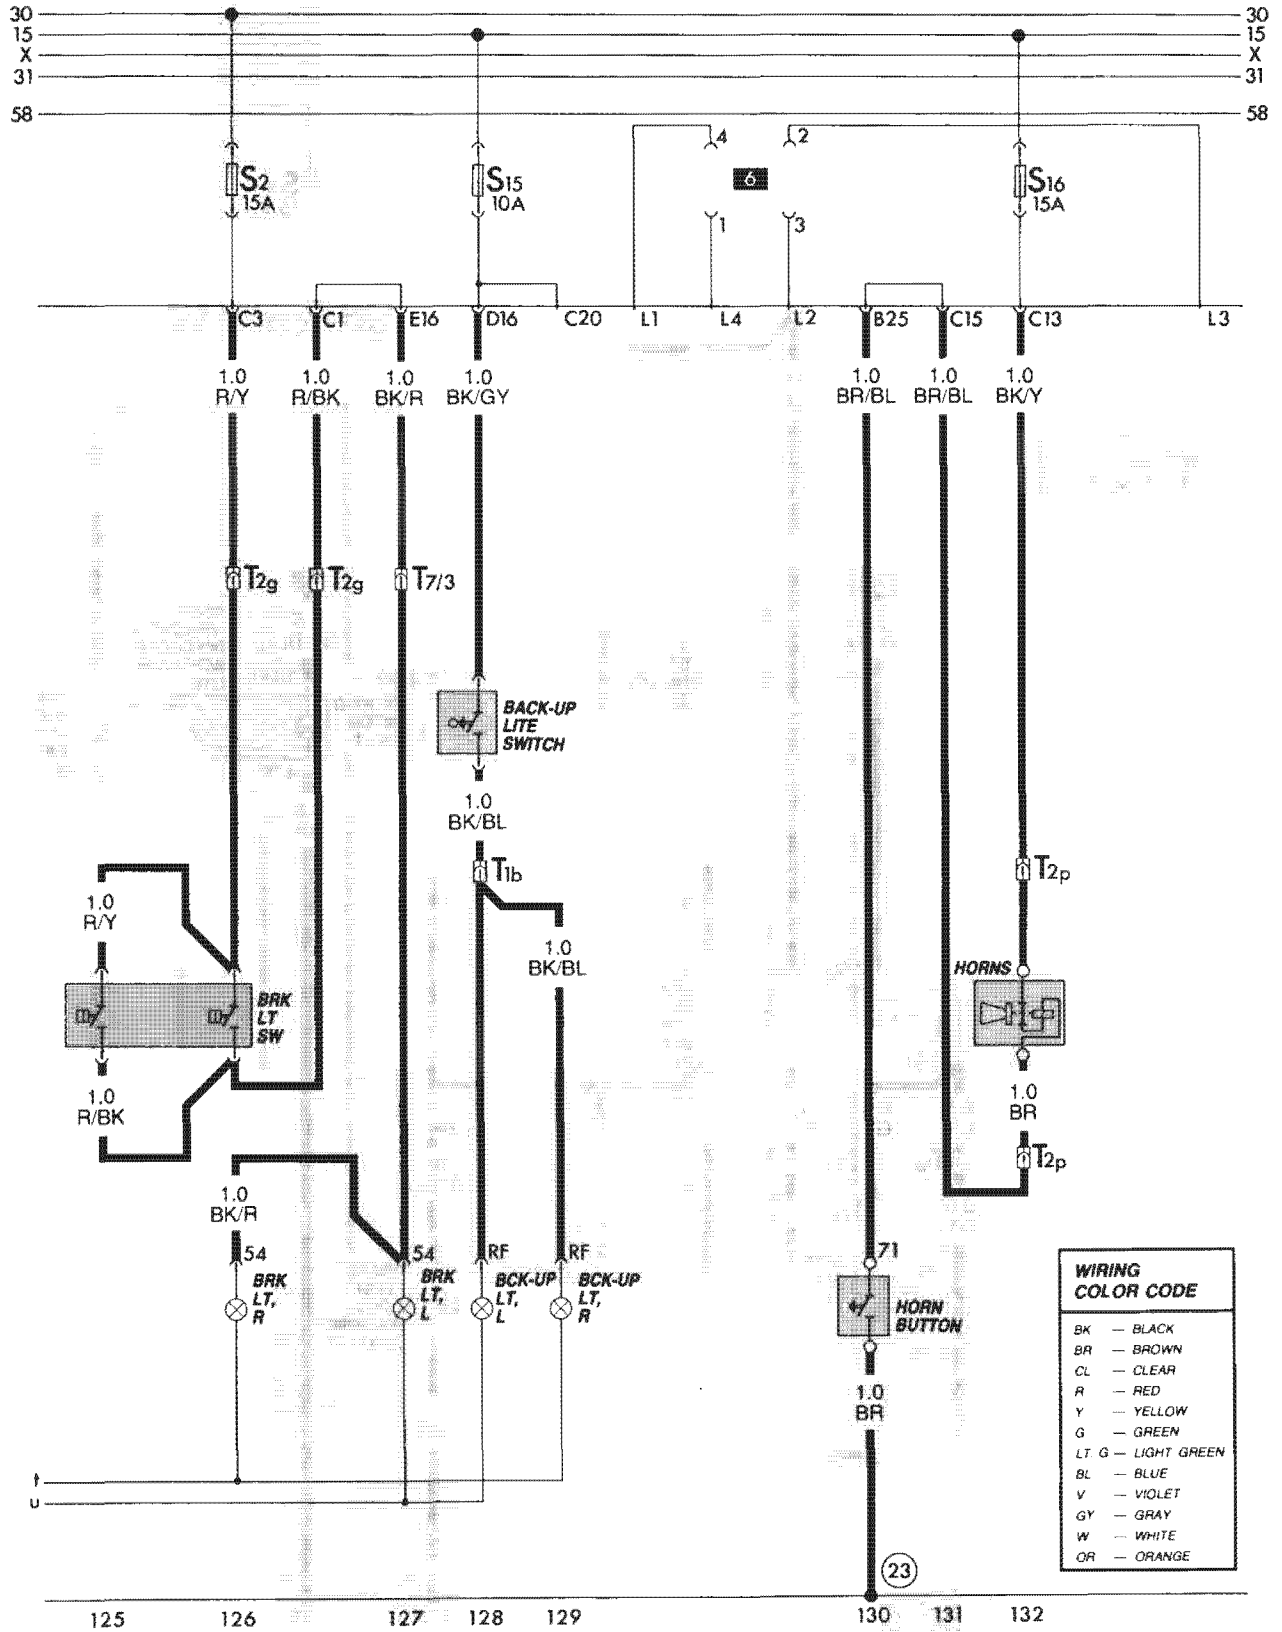 30 30
15 15
X X
31 31
58 58
4 2
S2 S15 6 S16
15A 10A 15A
1 3
C3 C1 E16 D16 C20 L1 L4 L2 B25 C15 C13 L3
1.0 1.0 1.0 1.0 1.0 1.0 1.0
R/Y R/BK BK/R BK/GY BR/BL BR/BL BK/Y
T2g T2g T7/3
BACK-UP
LITE
SWITCH
1.0
BK/BL
T1b T2p
1.0
R/Y
1.0
BK/BL
HORNS
BRK
LT
SW
1.0
R/BK
1.0
BR
T2p
1.0
BK/R
54 54 RF RF 71
BRK BRK BCK-UP BCK-UP
LT, LT, LT, LT,
R L L R
HORN
BUTTON
1.0
BR
WIRING
COLOR CODE
BK — BLACK
BR — BROWN
CL — CLEAR
R — RED
Y — YELLOW
G — GREEN
LT. G — LIGHT GREEN
BL — BLUE
V — VIOLET
GY — GRAY
W — WHITE
OR — ORANGE
t
u
23
125 126 127 128 129 130 131 132